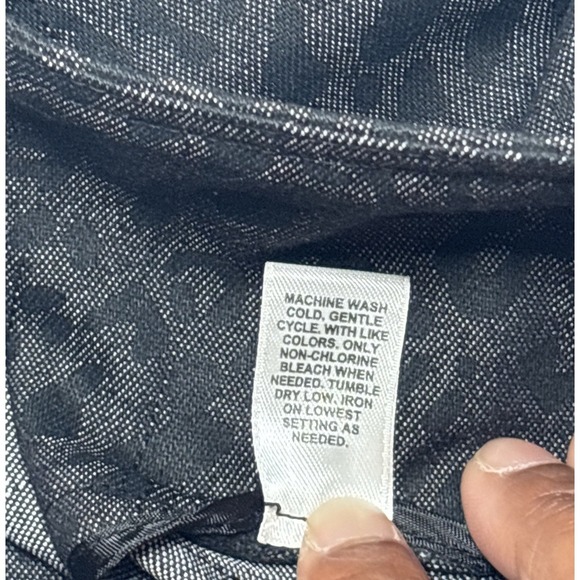 MACHINE WASH
COLD, GENTLE
CYCLE. WITH LIKE
COLORS. ONLY
NON-CHLORINE
BLEACH WHEN
NEEDED. TUMBLE
DRY LOW. IRON
ON LOWEST
SETTING AS
NEEDED.